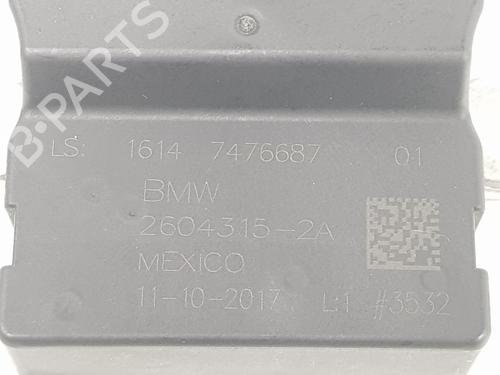 B-PARTS
LS: 1614 7476687 01
BMW
2604315-2A
MEXICO
11-10-2017 L:1 #3532